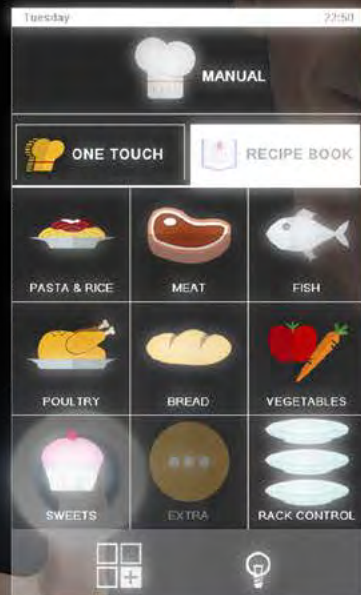 Tuesday 22:50
MANUAL
ONE TOUCH RECIPE BOOK
PASTA & RICE MEAT FISH
POULTRY BREAD VEGETABLES
SWEETS EXTRA RACK CONTROL